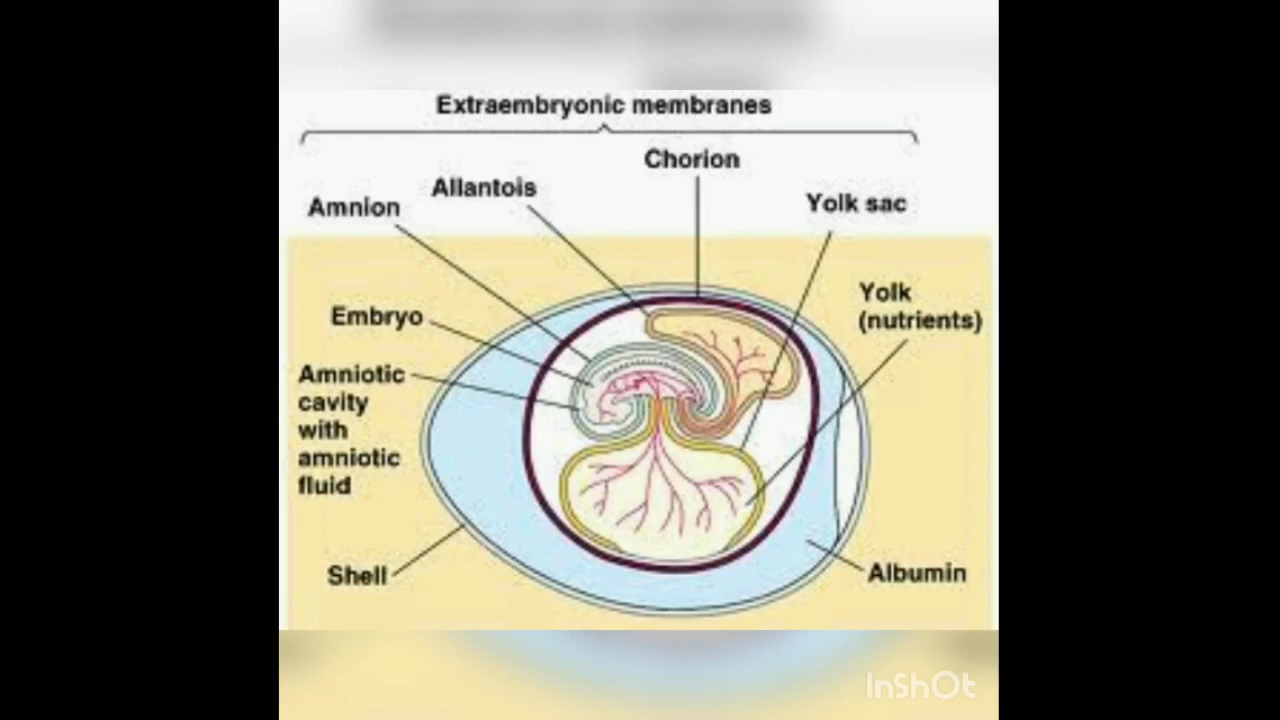 Extraembryonic membranes
Chorion
Allantois
Amnion
Yolk sac
Yolk
(nutrients)
Embryo
Amniotic
cavity
with
amniotic
fluid
Shell
Albumin
InShOt